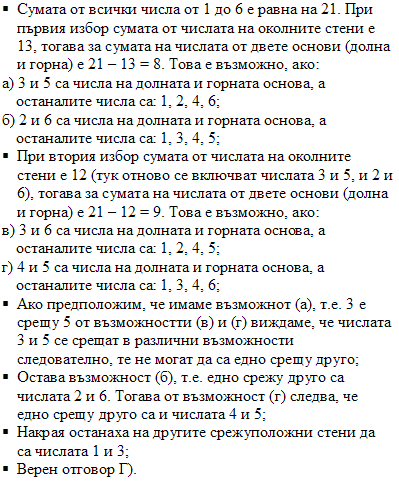 ▪ Сумата от всички числа от 1 до 6 е равна на 21. При
първия избор сумата от числата на околните стени е
13, тогава за сумата на числата от двете основи (долна
и горна) е 21 – 13 = 8. Това е възможно, ако:
а) 3 и 5 са числа на долната и горната основа, а
останалите числа са: 1, 2, 4, 6;
б) 2 и 6 са числа на долната и горната основа, а
останалите числа са: 1, 3, 4, 5;
▪ При втория избор сумата от числата на околните
стени е 12 (тук отново се включват числата 3 и 5, и 2 и
6), тогава за сумата на числата от двете основи (долна
и горна) е 21 – 12 = 9. Това е възможно, ако:
в) 3 и 6 са числа на долната и горната основа, а
останалите числа са: 1, 2, 4, 5;
г) 4 и 5 са числа на долната и горната основа, а
останалите числа са: 1, 3, 4, 6;
▪ Ако предположим, че имаме възможнот (а), т.е. 3 е
срещу 5 от възможностти (в) и (г) виждаме, че числата
3 и 5 се срещат в различни възможности
следователно, те не могат да са едно срещу друго;
▪ Остава възможност (б), т.е. едно срежу друго са
числата 2 и 6. Тогава от възможност (г) следва, че
едно срещу друго са и числата 4 и 5;
▪ Накрая останаха на другите срежуположни стени да
са числата 1 и 3;
▪ Верен отговор Г).